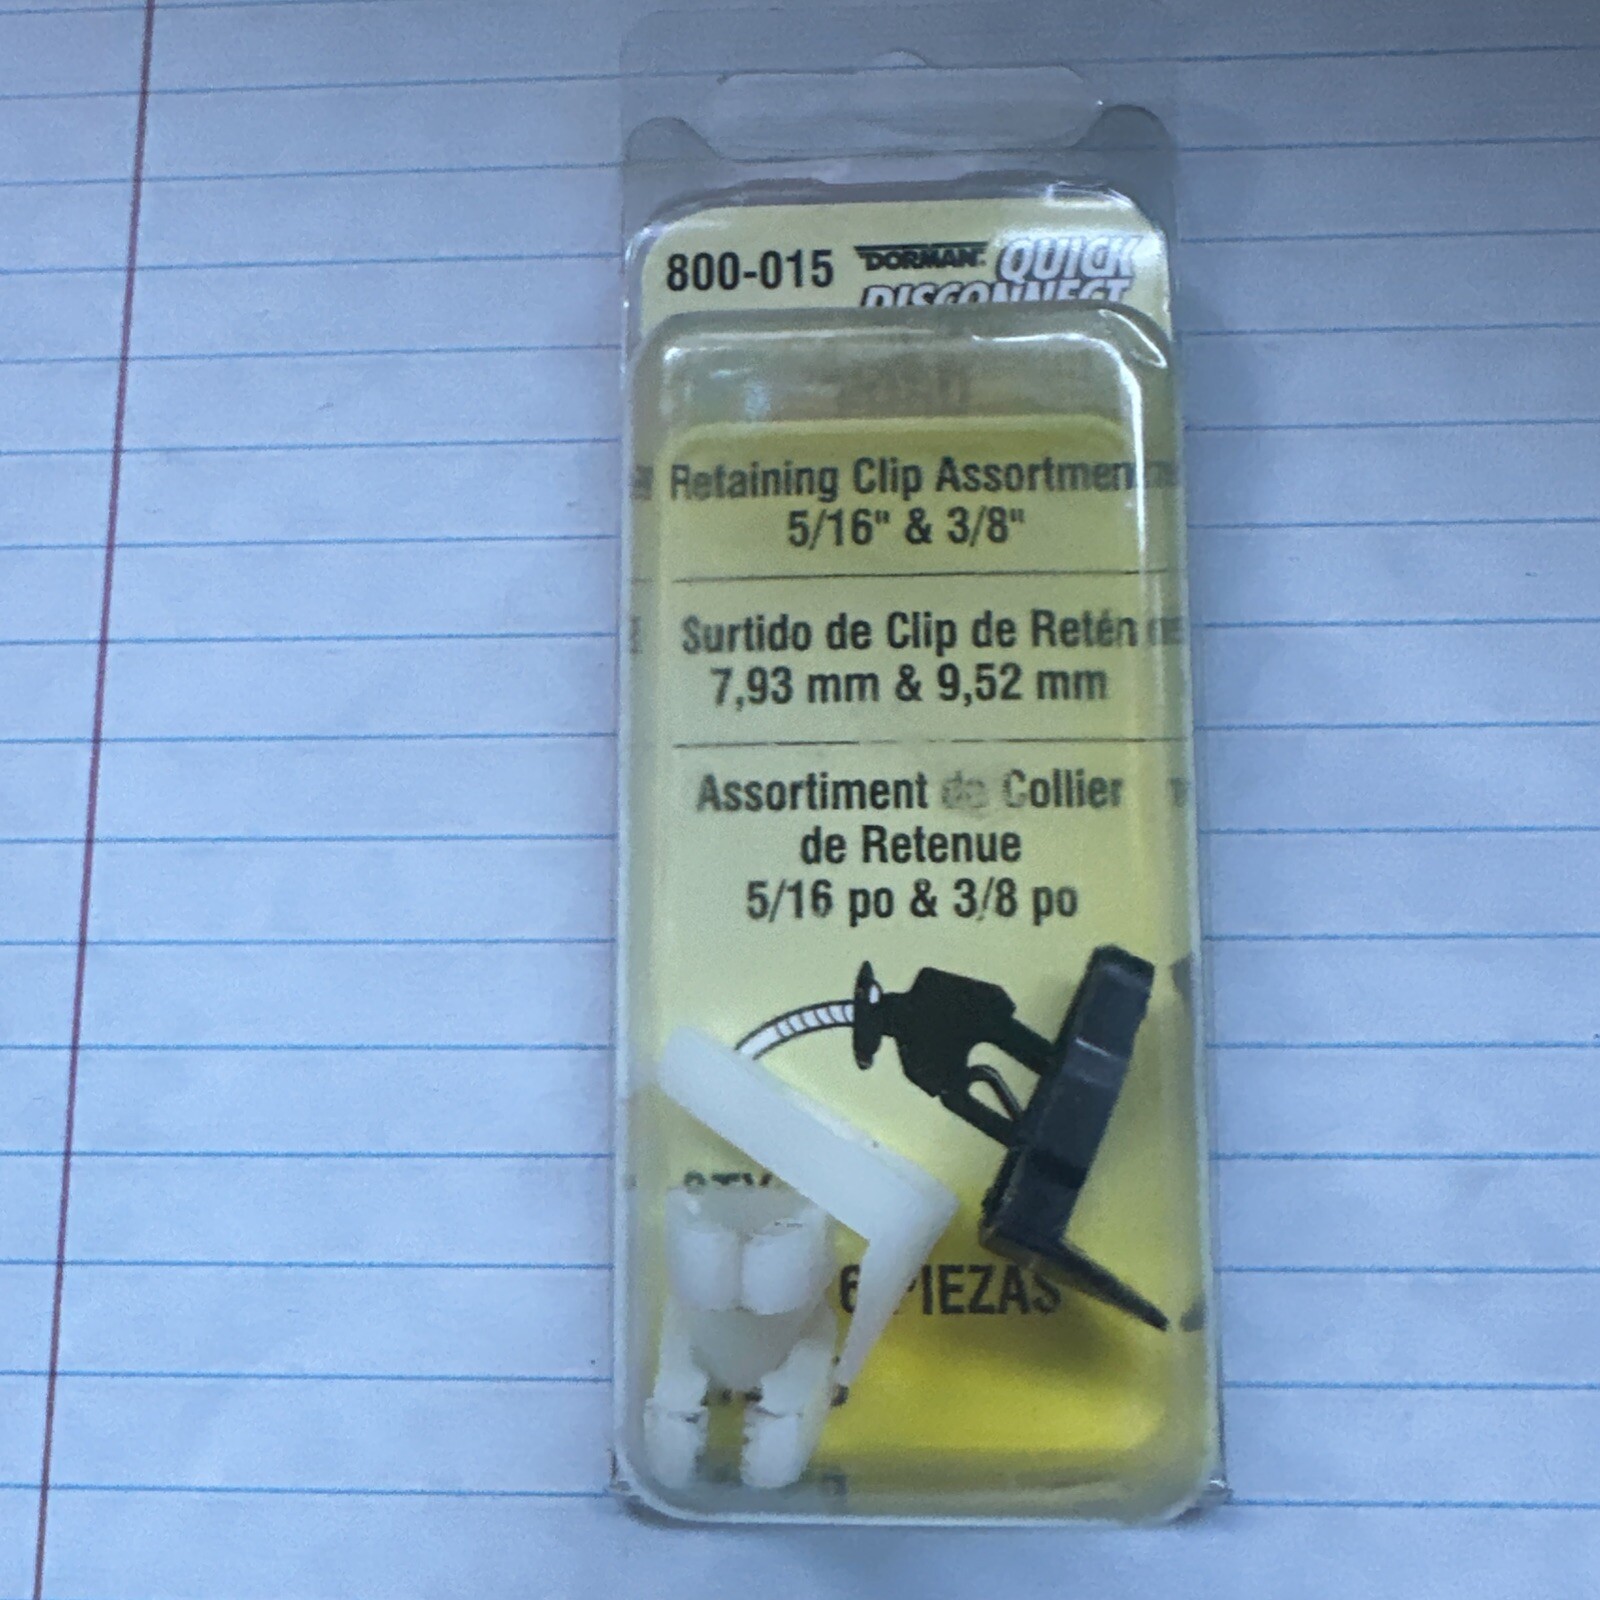 800-015 DORMAN QUICK
DISCONNECT
Retaining Clip Assortment
5/16" & 3/8"
Surtido de Clip de Retén
7,93 mm & 9,52 mm
Assortiment de Collier
de Retenue
5/16 po & 3/8 po
6 PIEZAS